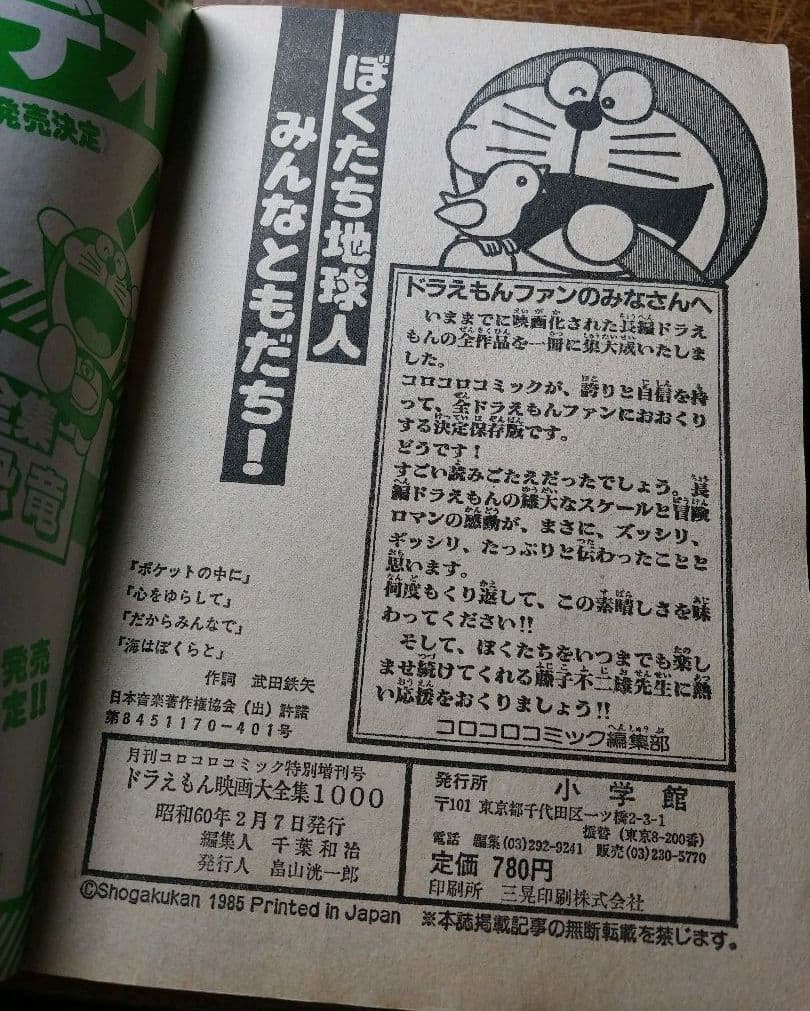 デオ
発売決定
全集
恐竜
発売
定!!
ぼくたち地球人
みんなともだち!
ドラえもんファンのみなさんへ
いままでに映画化された長編ドラえ
もんの全作品を一冊に集大成いたしま
した。
コロコロコミックが、誇りと自信を持
って、全ドラえもんファンにおおくり
する決定保存版です。
どうです!
すごい読みごたえだったでしょう。長
編ドラえもんの雄大なスケールと冒険
ロマンの感動が、まさに、ズッシリ、
ギッシリ、たっぷりと伝わったことと
思います。
何度もくり返して、この素晴しさを味
わってください!!
そして、ぼくたちをいつまでも楽し
ませ続けてくれる藤子不二雄先生に熱
い応援をおくりましょう!!
コロコロコミック編集部
『ポケットの中に』
『心をゆらして』
『だからみんなで』
『海はぼくらと』
作詞 武田鉄矢
日本音楽著作権協会(出)許諾
第8451170-401号
月刊コロコロコミック特別増刊号
ドラえもん映画大全集1000
昭和60年2月7日発行
編集人 千葉和治
発行人 畠山洸一郎
発行所 小学館
〒101 東京都千代田区一ツ橋2-3-1
振替(東京8-200番)
電話 編集(03)292-9241 販売(03)230-5770
定価 780円
印刷所 三晃印刷株式会社
©Shogakukan 1985 Printed in Japan ※本誌掲載記事の無断転載を禁じます。